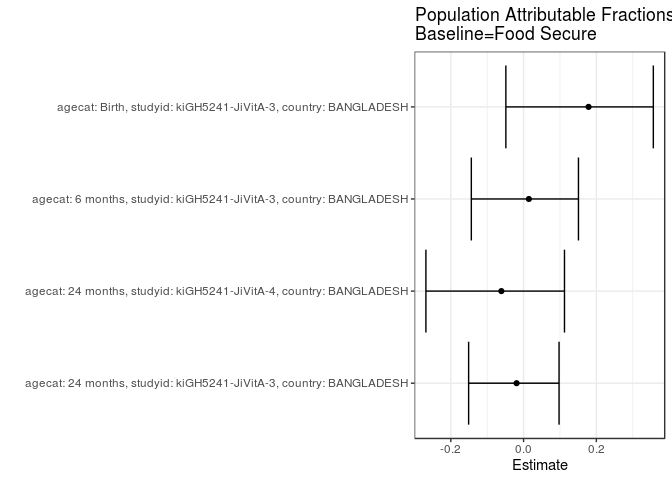 Population Attributable Fractions
Baseline=Food Secure
agecat: Birth, studyid: kiGH5241-JiVitA-3, country: BANGLADESH
agecat: 6 months, studyid: kiGH5241-JiVitA-3, country: BANGLADESH
agecat: 24 months, studyid: kiGH5241-JiVitA-4, country: BANGLADESH
agecat: 24 months, studyid: kiGH5241-JiVitA-3, country: BANGLADESH
-0.2 0.0 0.2
Estimate